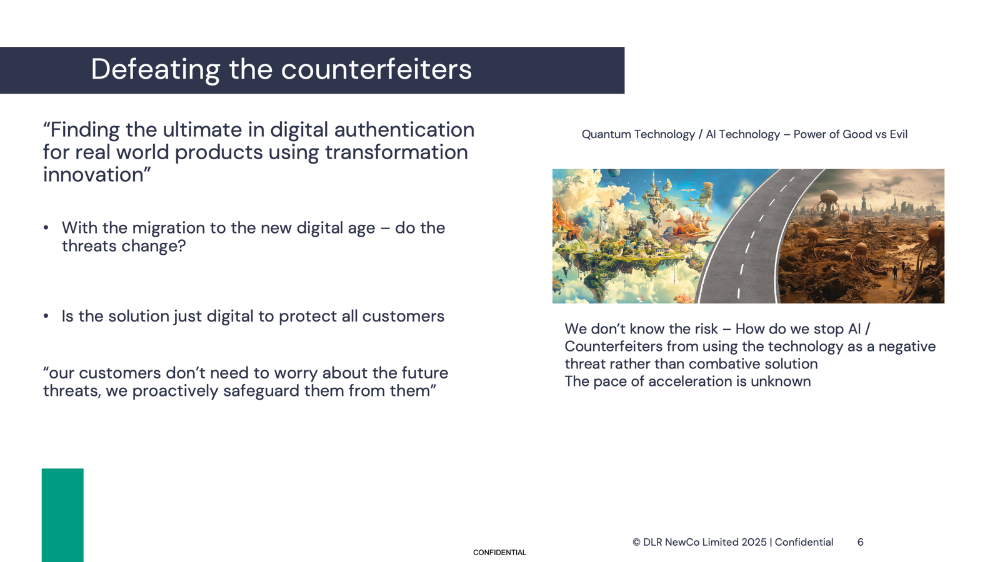 Defeating the counterfeiters
“Finding the ultimate in digital authentication
for real world products using transformation
innovation”
• With the migration to the new digital age – do the
threats change?
• Is the solution just digital to protect all customers
“our customers don’t need to worry about the future
threats, we proactively safeguard them from them”
Quantum Technology / AI Technology – Power of Good vs Evil
We don’t know the risk – How do we stop AI /
Counterfeiters from using the technology as a negative
threat rather than combative solution
The pace of acceleration is unknown
© DLR NewCo Limited 2025 | Confidential 6
CONFIDENTIAL